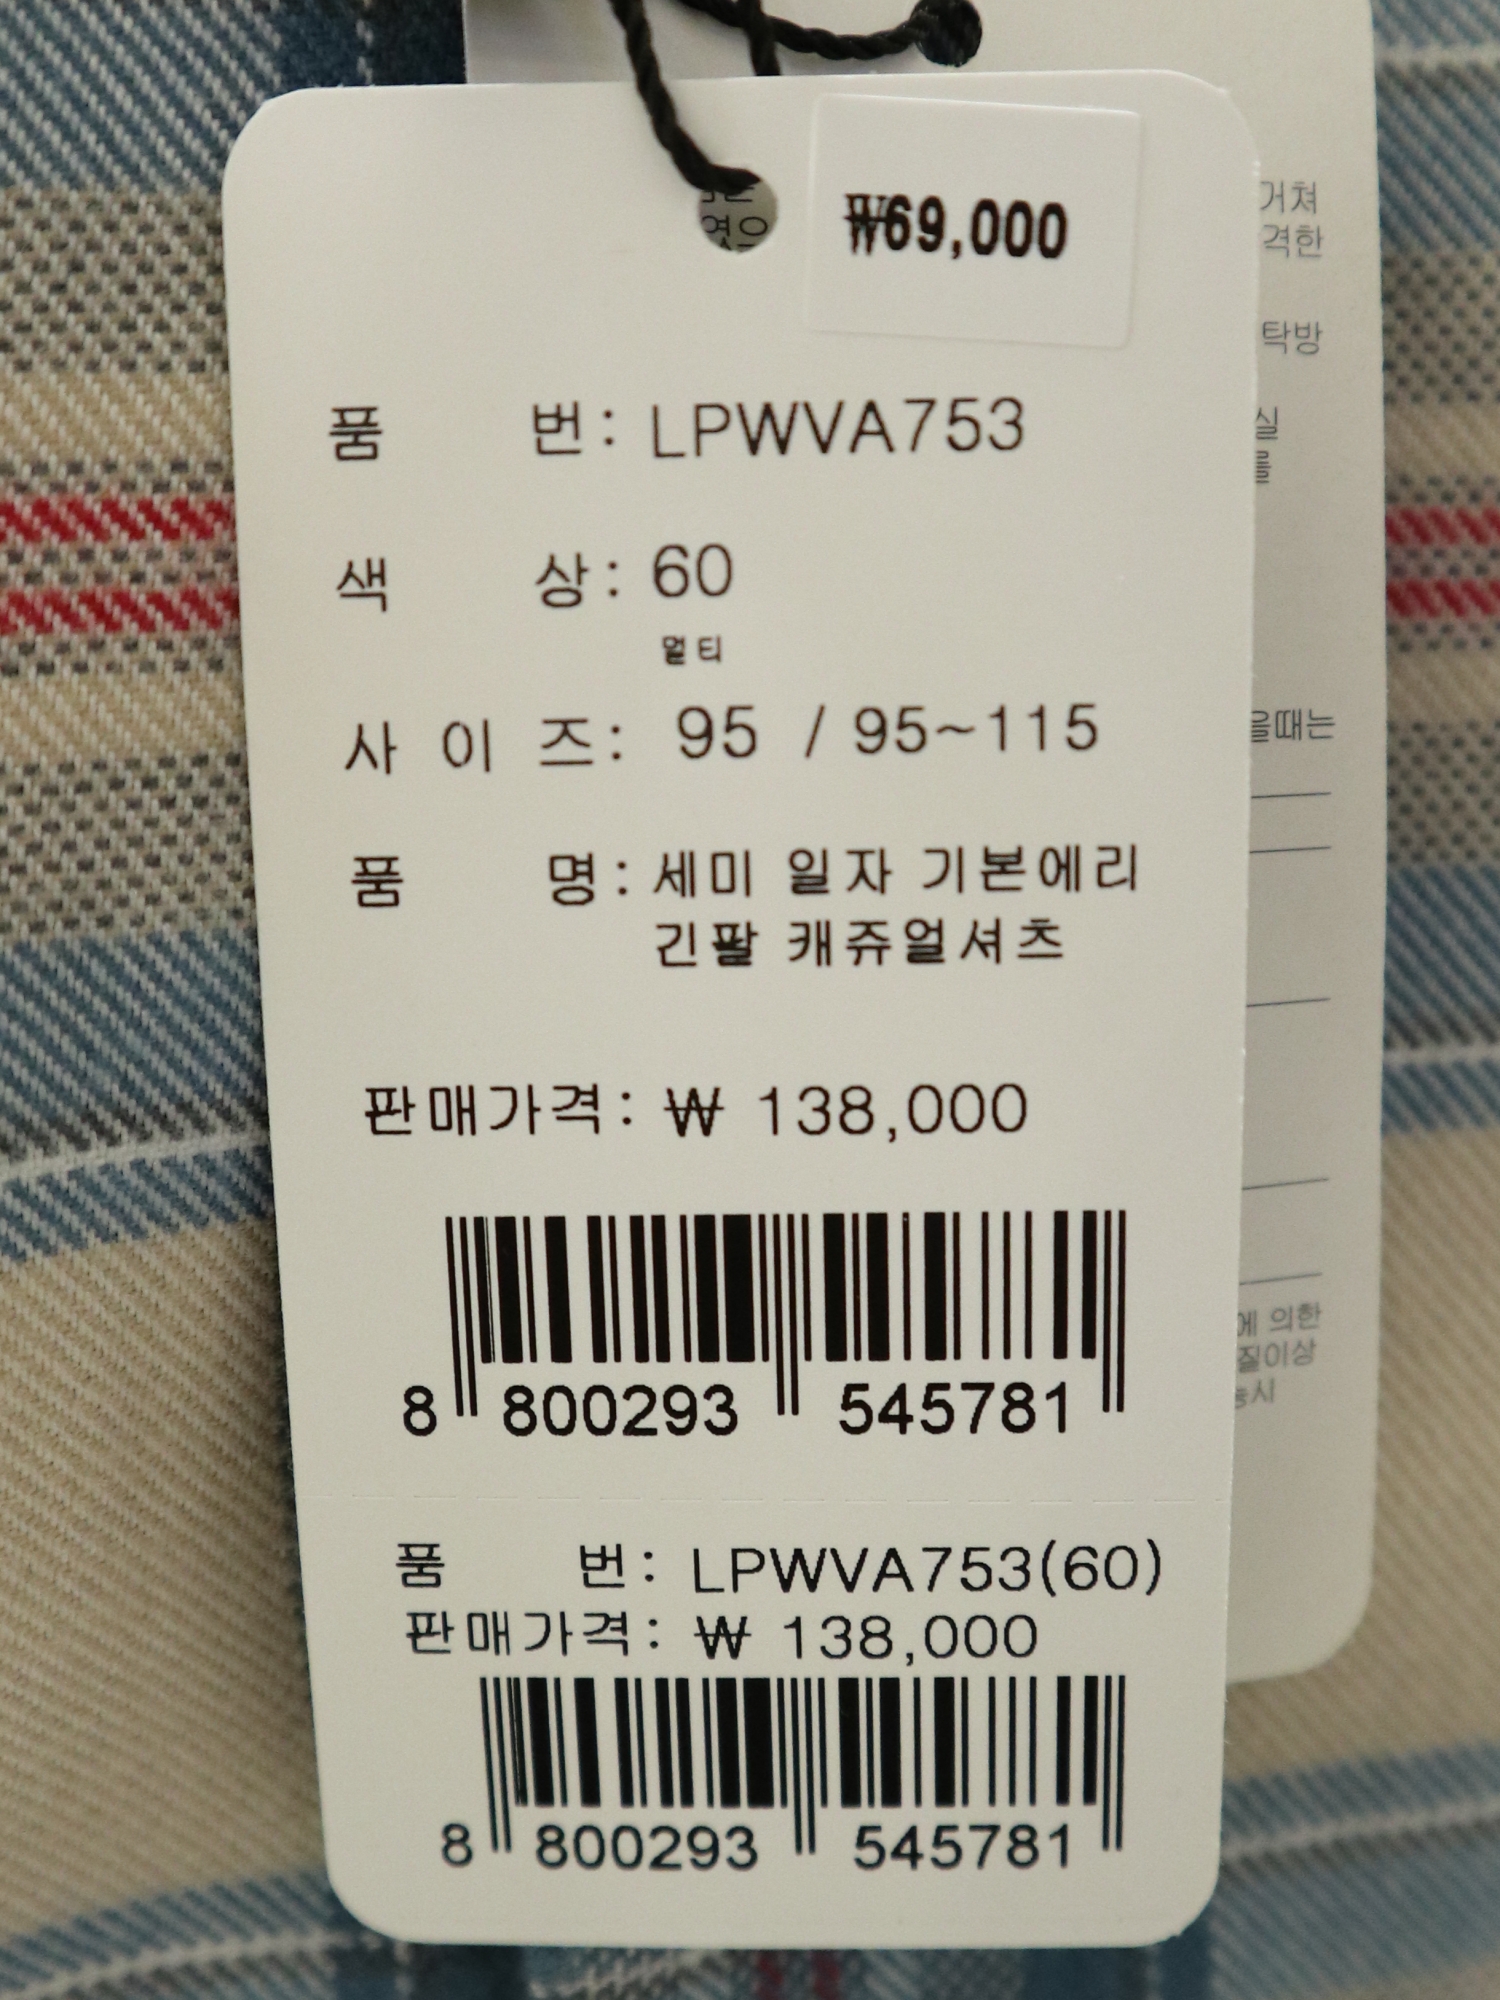 ₩69,000
품 번: LPWVA753
색 상: 60
멀티
사 이 즈: 95 / 95~115
품 명: 세미 일자 기본에리
긴팔 캐쥬얼셔츠
판매가격: ₩ 138,000
8 800293 545781
품 번: LPWVA753(60)
판매가격: ₩ 138,000
8 800293 545781
거쳐
격한
탁방
실
를
을때는
에 의한
질이상